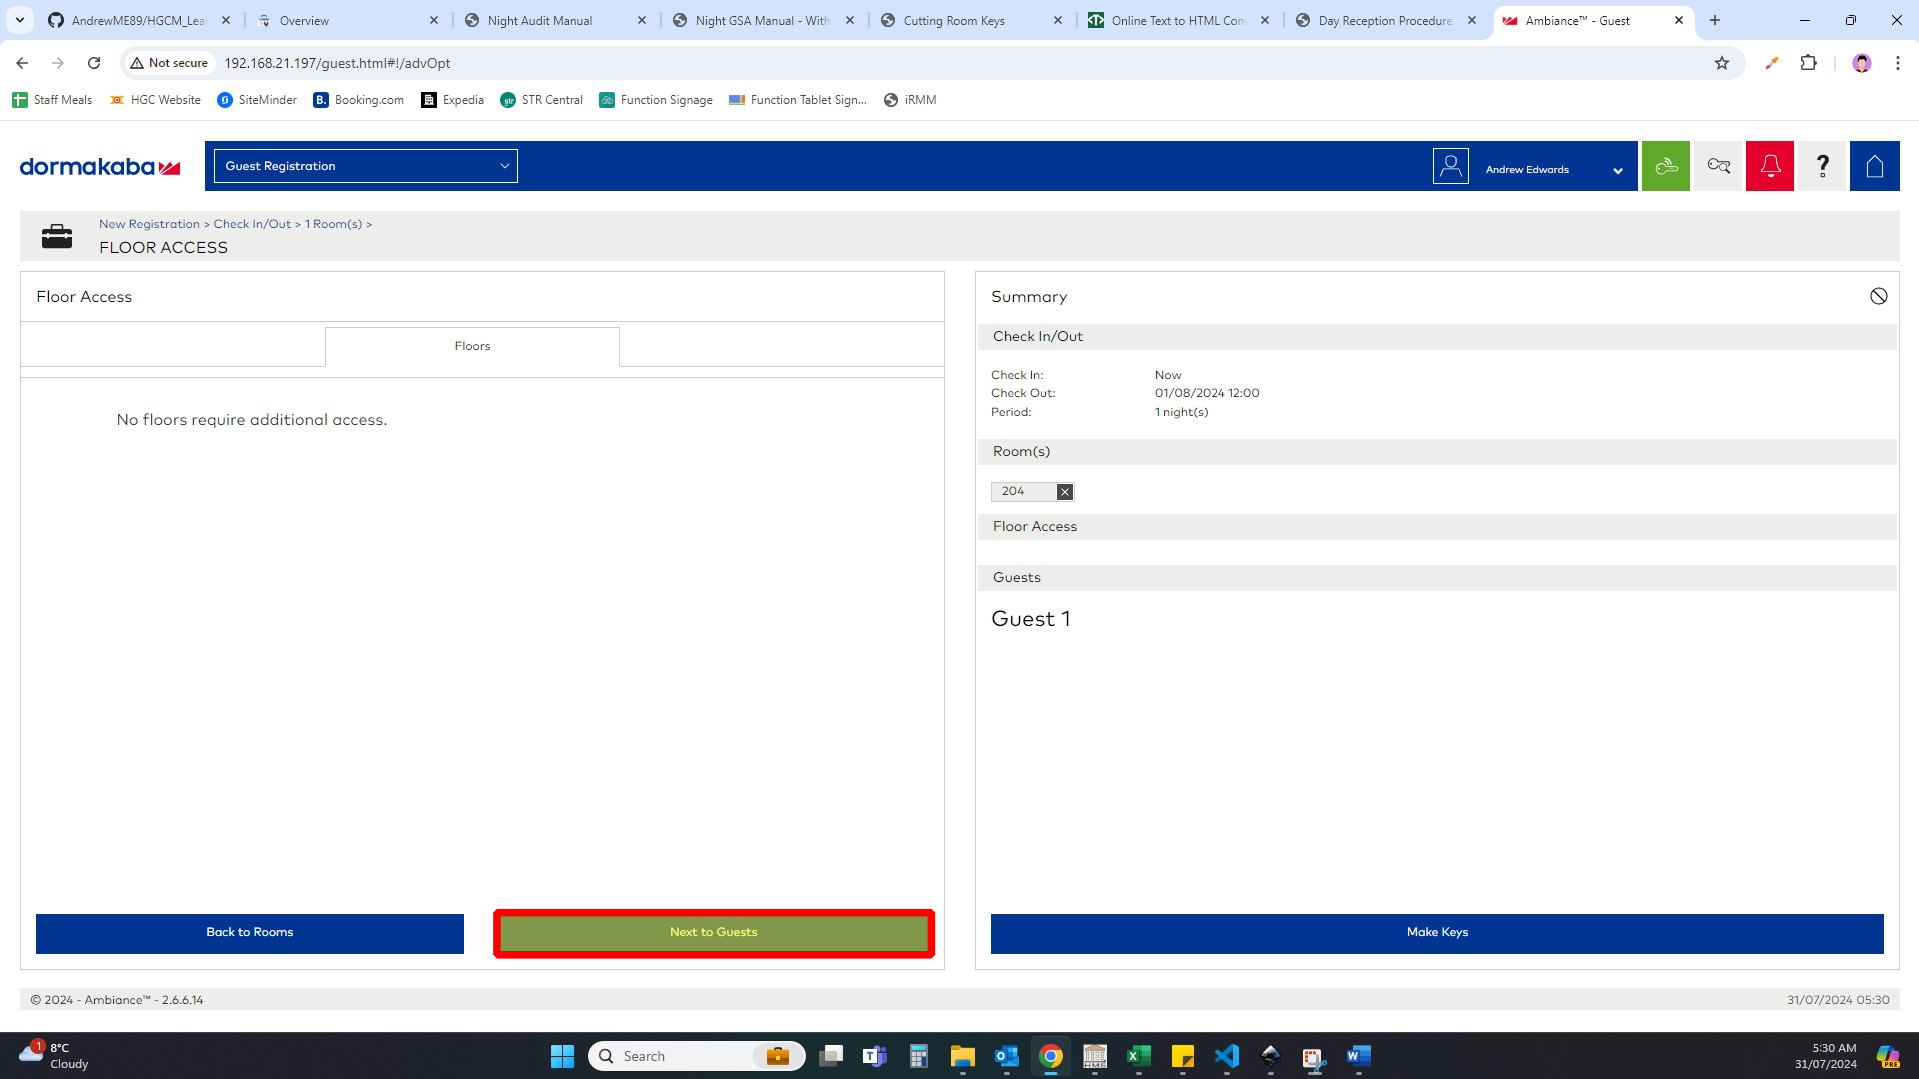 AndrewME89/HGCM_Lea
Overview
Night Audit Manual
Night GSA Manual - With
Cutting Room Keys
Online Text to HTML Con
Day Reception Procedure
Ambiance™ - Guest
Not secure
192.168.21.197/guest.html#!/advOpt
Staff Meals
HGC Website
SiteMinder
B.
Booking.com
Expedia
str
STR Central
Function Signage
Function Tablet Sign...
iRMM
dormakaba
Guest Registration
Andrew Edwards
?
New Registration > Check In/Out > 1 Room(s) >
FLOOR ACCESS
Floor Access
Floors
No floors require additional access.
Back to Rooms
Next to Guests
Summary
Check In/Out
Check In: Now
Check Out: 01/08/2024 12:00
Period: 1 night(s)
Room(s)
204
Floor Access
Guests
Guest 1
Make Keys
© 2024 - Ambiance™ - 2.6.6.14
31/07/2024 05:30
1
8°C
Cloudy
Search
HMS
PRE
5:30 AM
31/07/2024